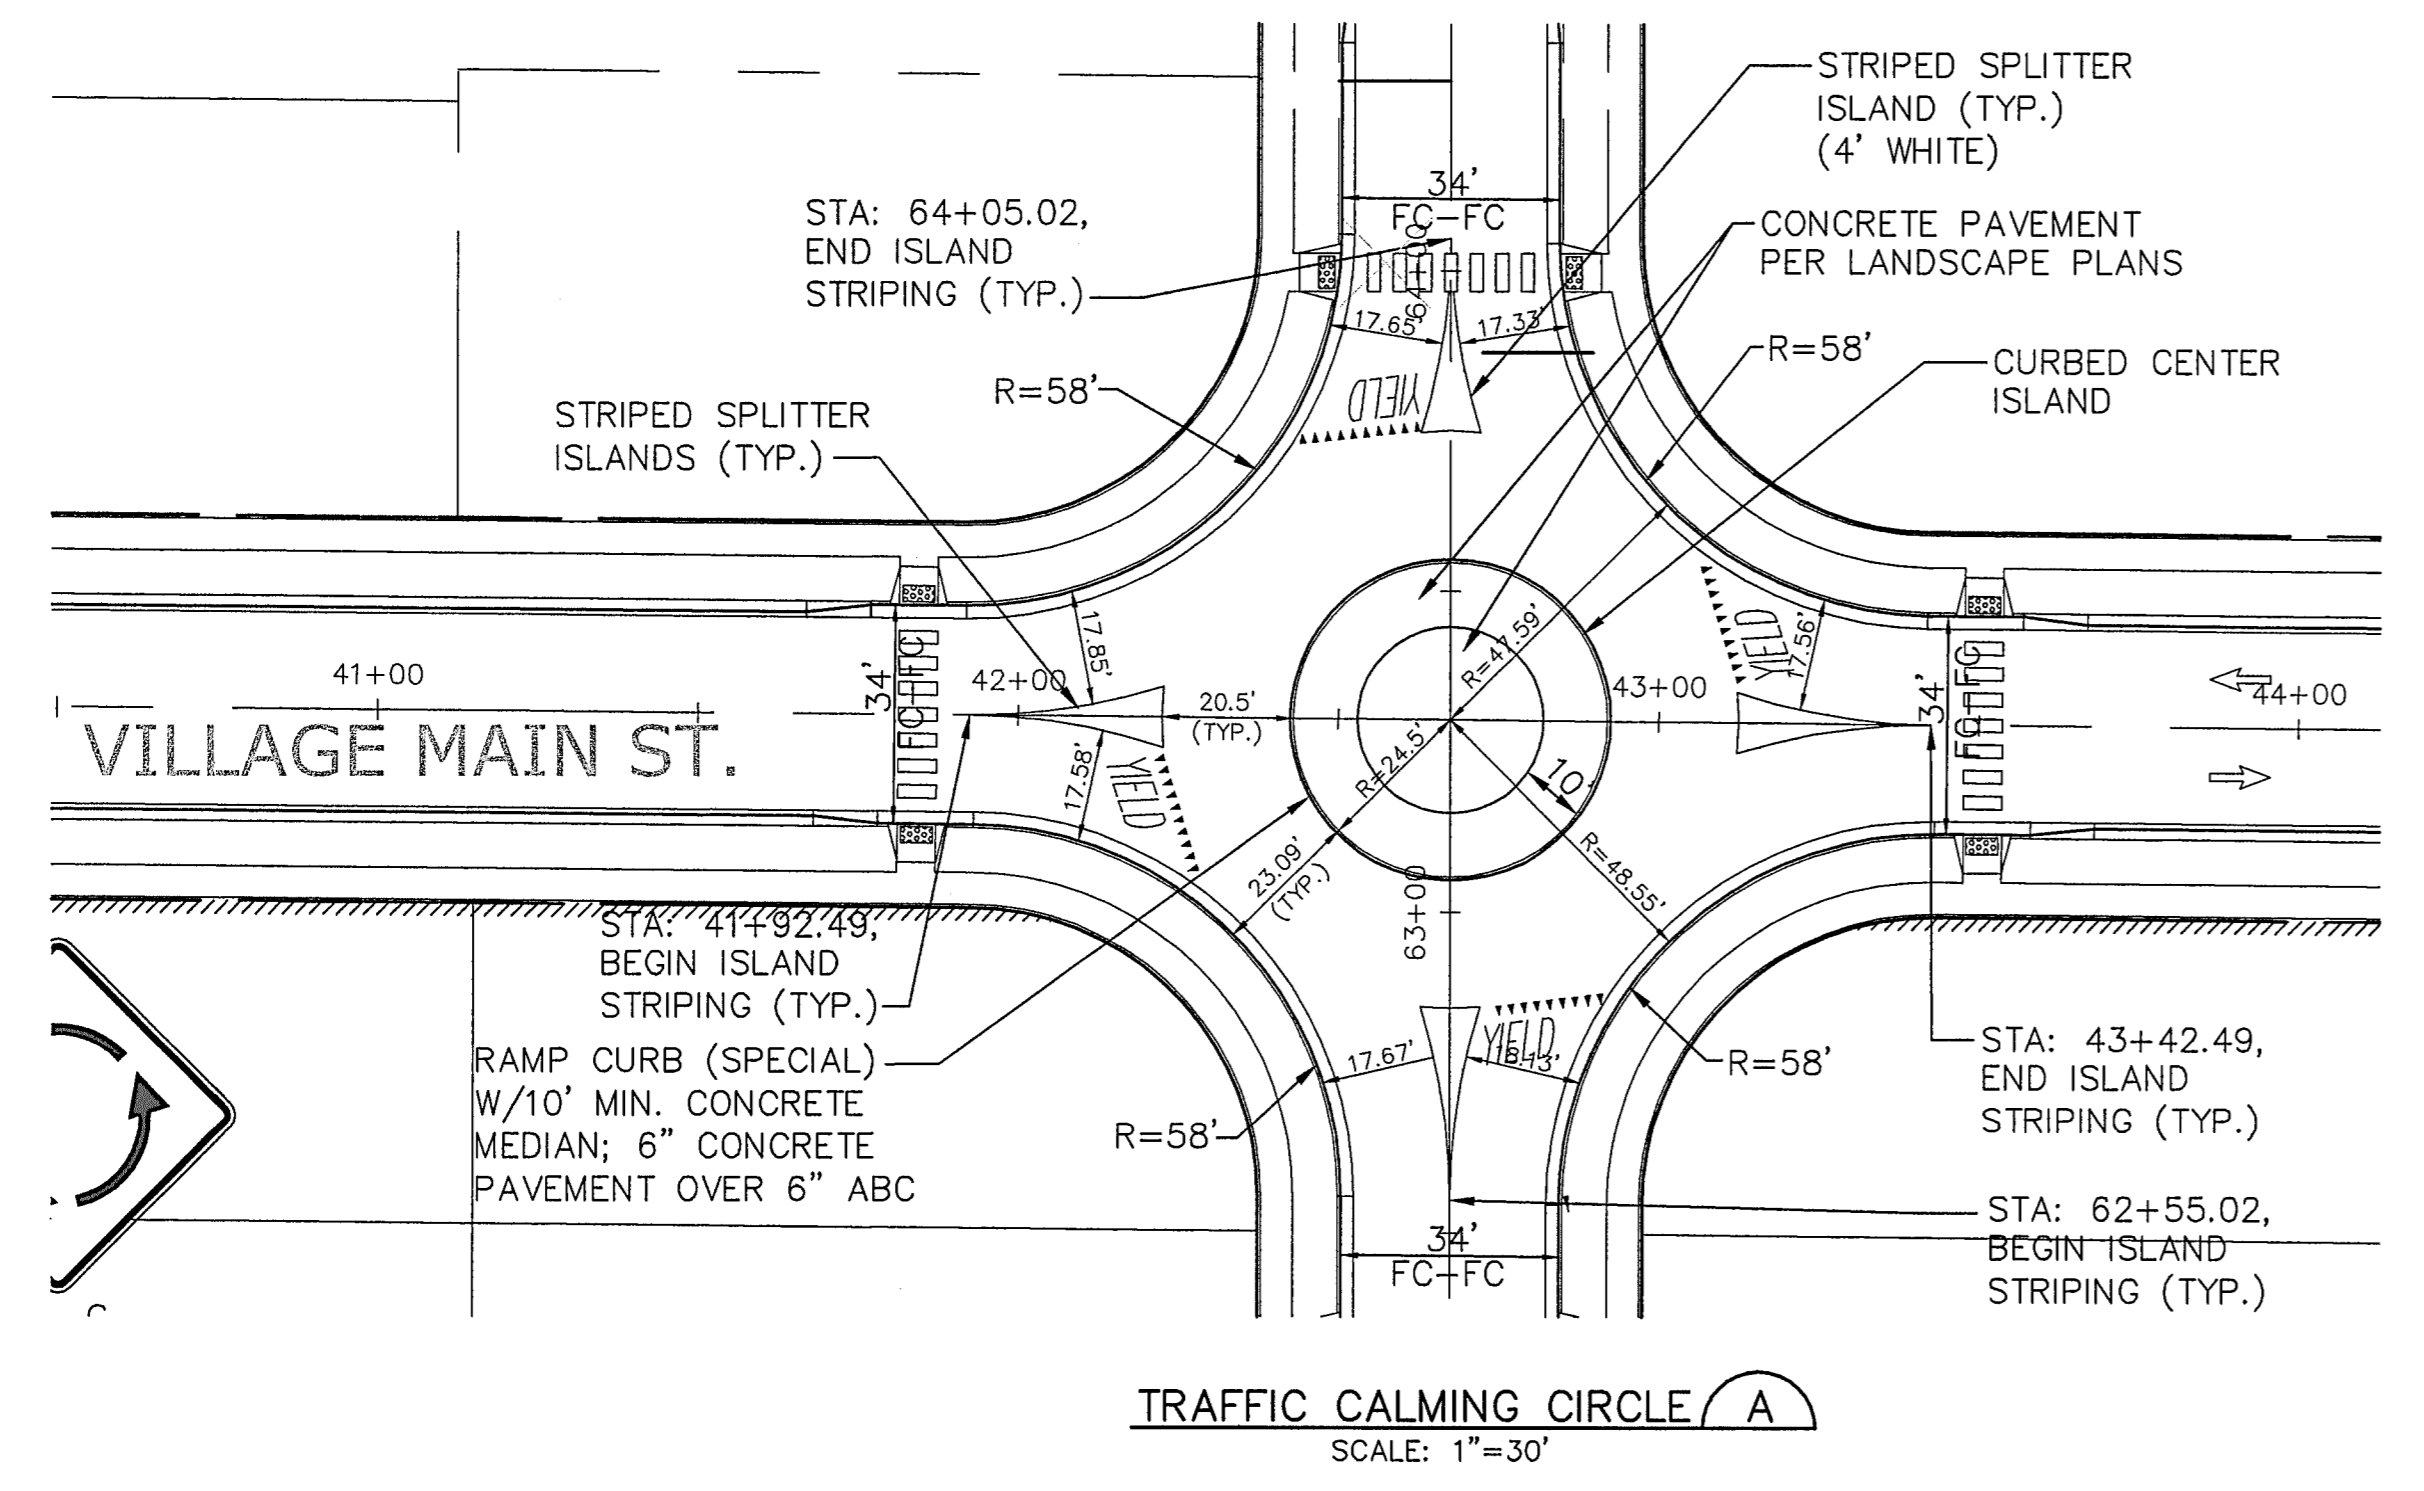 STRIPED SPLITTER
ISLAND (TYP.)
(4' WHITE)
34'
FC-FC
STA: 64+05.02,
END ISLAND
STRIPING (TYP.)
CONCRETE PAVEMENT
PER LANDSCAPE PLANS
64+00
17.65'
17.33'
R=58'
CURBED CENTER
ISLAND
R=58'
YIELD
STRIPED SPLITTER
ISLANDS (TYP.)
17.85'
R=47.59'
YIELD
17.56'
41+00
34'
FC-FC
42+00
20.5'
(TYP.)
43+00
34'
FC-FC
44+00
VILLAGE MAIN ST.
17.58'
YIELD
R=24.5'
10'
23.09'
(TYP.)
R=48.55'
63+00
STA: 41+92.49,
BEGIN ISLAND
STRIPING (TYP.)
RAMP CURB (SPECIAL)
W/10' MIN. CONCRETE
MEDIAN; 6" CONCRETE
PAVEMENT OVER 6" ABC
17.67'
YIELD
18.13'
R=58'
R=58'
STA: 43+42.49,
END ISLAND
STRIPING (TYP.)
STA: 62+55.02,
BEGIN ISLAND
STRIPING (TYP.)
34'
FC-FC
TRAFFIC CALMING CIRCLE A
SCALE: 1"=30'